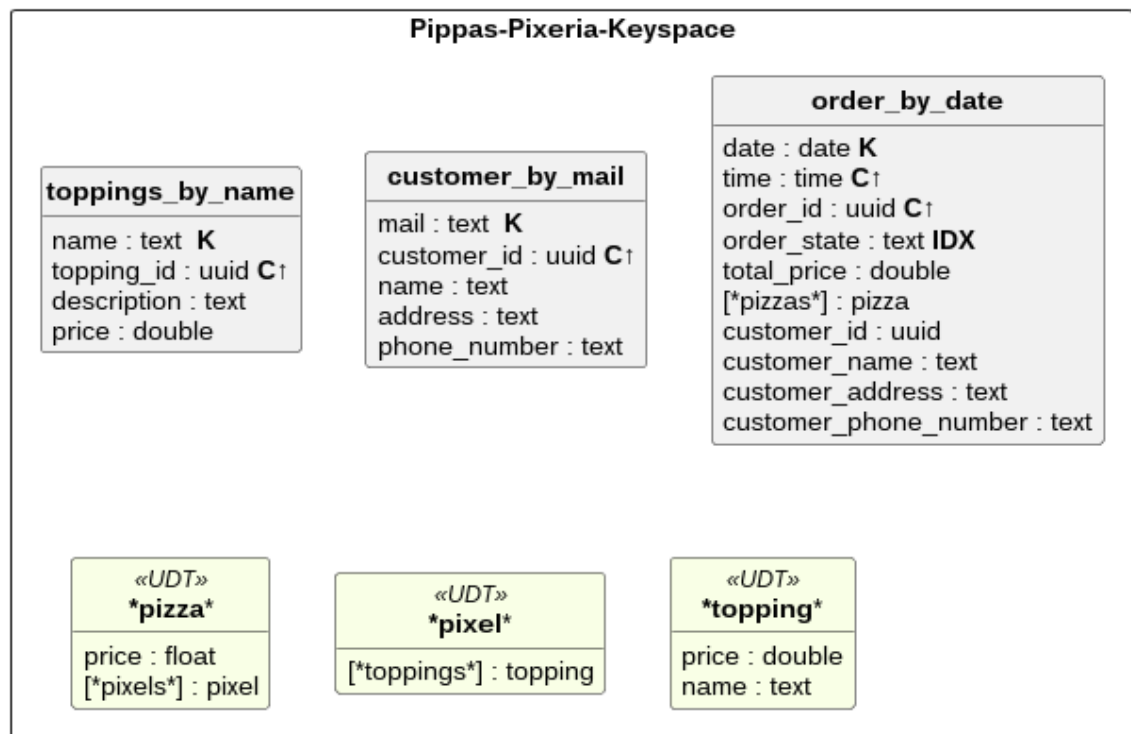 Pippas-Pixeria-Keyspace
toppings_by_name
name : text K
topping_id : uuid C↑
description : text
price : double
customer_by_mail
mail : text K
customer_id : uuid C↑
name : text
address : text
phone_number : text
order_by_date
date : date K
time : time C↑
order_id : uuid C↑
order_state : text IDX
total_price : double
[*pizzas*] : pizza
customer_id : uuid
customer_name : text
customer_address : text
customer_phone_number : text
«UDT»
*pizza*
price : float
[*pixels*] : pixel
«UDT»
*pixel*
[*toppings*] : topping
«UDT»
*topping*
price : double
name : text